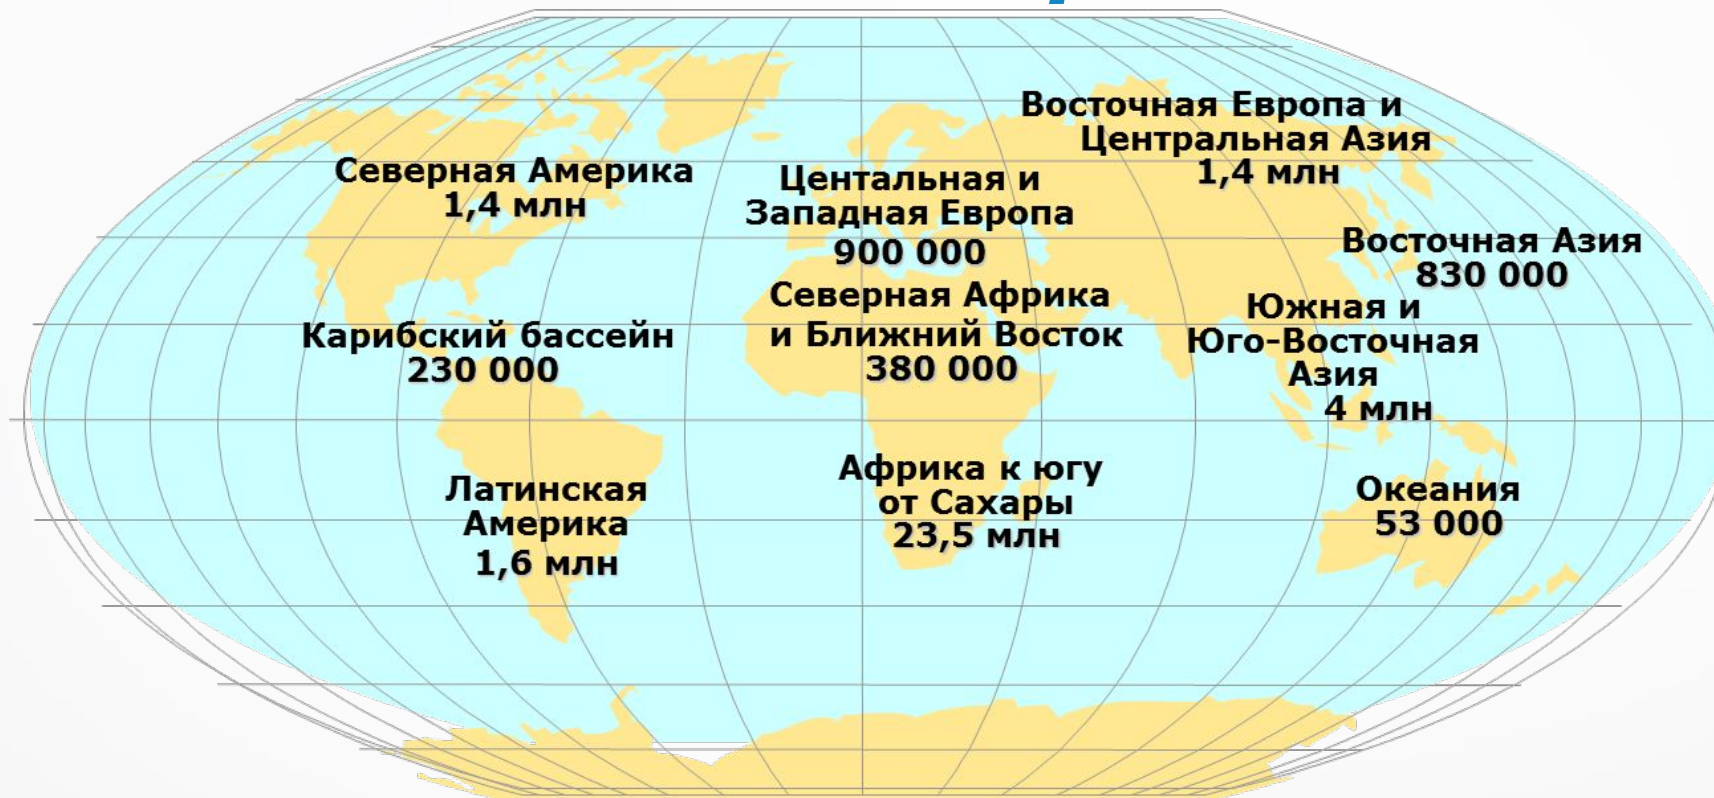 Восточная Европа и
Центральная Азия
1,4 млн
Северная Америка
1,4 млн
Центальная и
Западная Европа
900 000
Восточная Азия
830 000
Северная Африка
и Ближний Восток
380 000
Южная и
Юго-Восточная
Азия
4 млн
Карибский бассейн
230 000
Африка к югу
от Сахары
23,5 млн
Латинская
Америка
1,6 млн
Океания
53 000